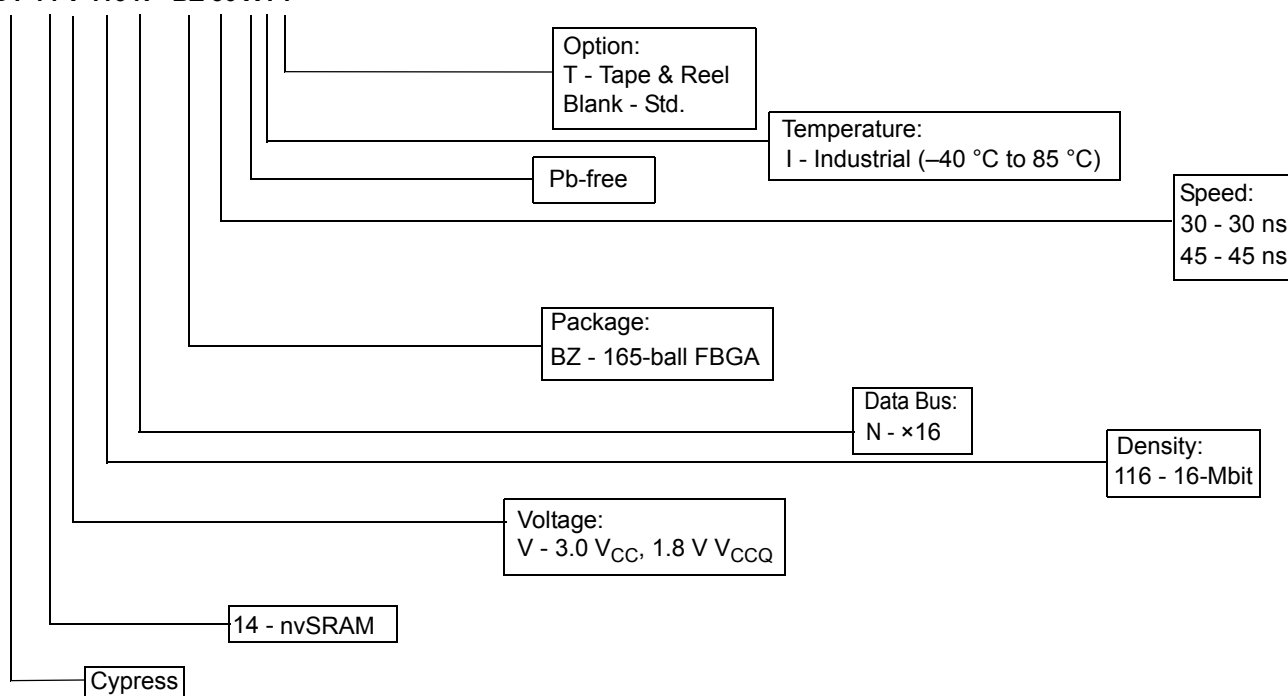 Option:
T - Tape & Reel
Blank - Std.
Temperature:
I - Industrial (–40 °C to 85 °C)
Pb-free
Speed:
30 - 30 ns
45 - 45 ns
Package:
BZ - 165-ball FBGA
Data Bus:
N - ×16
Density:
116 - 16-Mbit
Voltage:
V - 3.0 VCC, 1.8 V VCCQ
14 - nvSRAM
Cypress